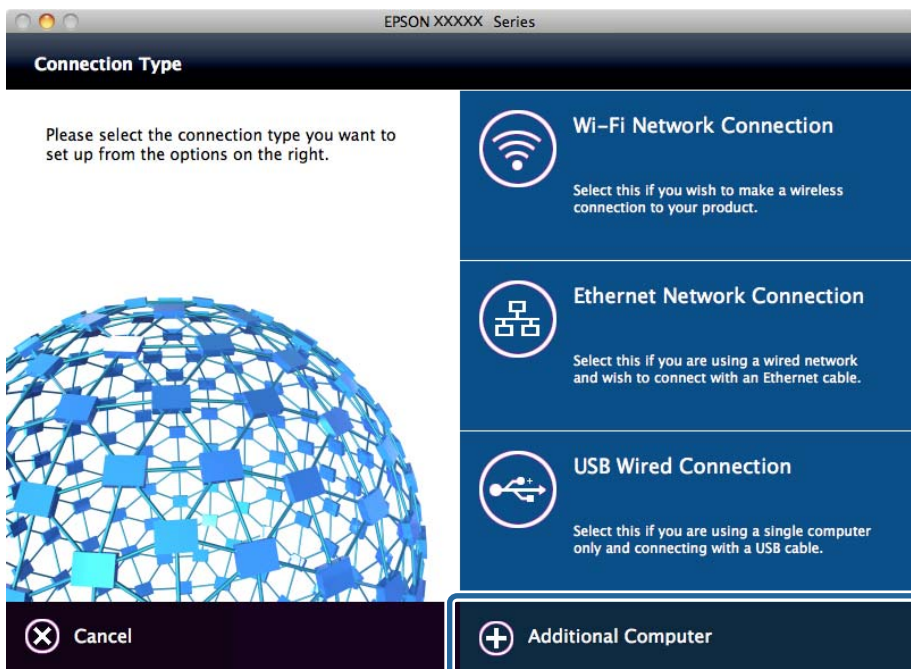 EPSON XXXXX Series
Connection Type
Please select the connection type you want to
set up from the options on the right.
Wi-Fi Network Connection
Select this if you wish to make a wireless
connection to your product.
Ethernet Network Connection
Select this if you are using a wired network
and wish to connect with an Ethernet cable.
USB Wired Connection
Select this if you are using a single computer
only and connecting with a USB cable.
Cancel
Additional Computer